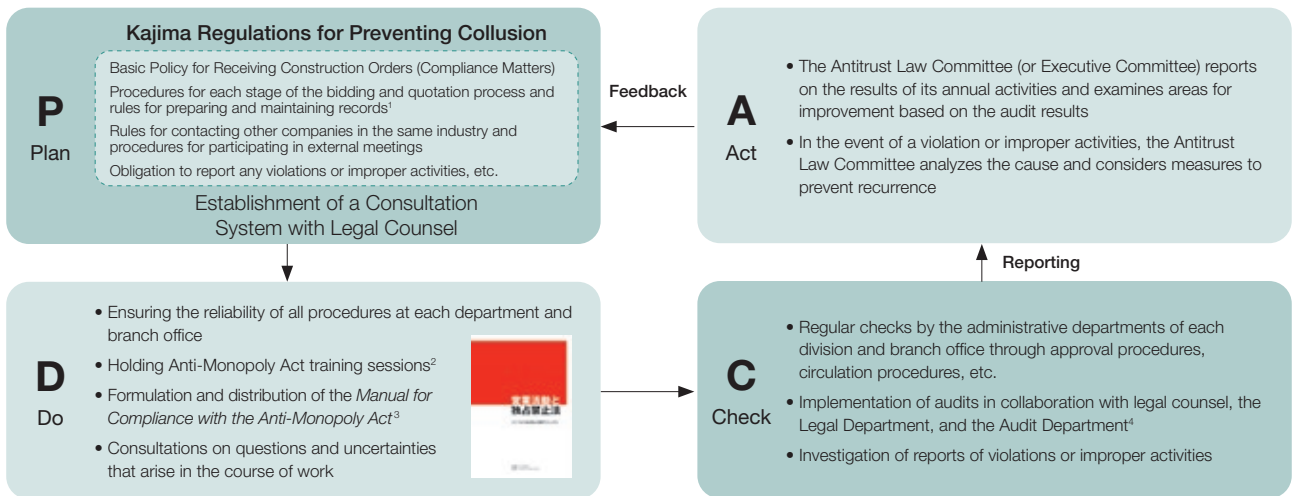 Kajima Regulations for Preventing Collusion
P
Plan
Basic Policy for Receiving Construction Orders (Compliance Matters)
Procedures for each stage of the bidding and quotation process and
rules for preparing and maintaining records¹
Rules for contacting other companies in the same industry and
procedures for participating in external meetings
Obligation to report any violations or improper activities, etc.
Establishment of a Consultation
System with Legal Counsel
Feedback
A
Act
• The Antitrust Law Committee (or Executive Committee) reports
on the results of its annual activities and examines areas for
improvement based on the audit results
• In the event of a violation or improper activities, the Antitrust
Law Committee analyzes the cause and considers measures to
prevent recurrence
D
Do
• Ensuring the reliability of all procedures at each department and
branch office
• Holding Anti-Monopoly Act training sessions²
• Formulation and distribution of the Manual for
Compliance with the Anti-Monopoly Act³
• Consultations on questions and uncertainties
that arise in the course of work
営業活動と
独占禁止法
Reporting
C
Check
• Regular checks by the administrative departments of each
division and branch office through approval procedures,
circulation procedures, etc.
• Implementation of audits in collaboration with legal counsel, the
Legal Department, and the Audit Department⁴
• Investigation of reports of violations or improper activities